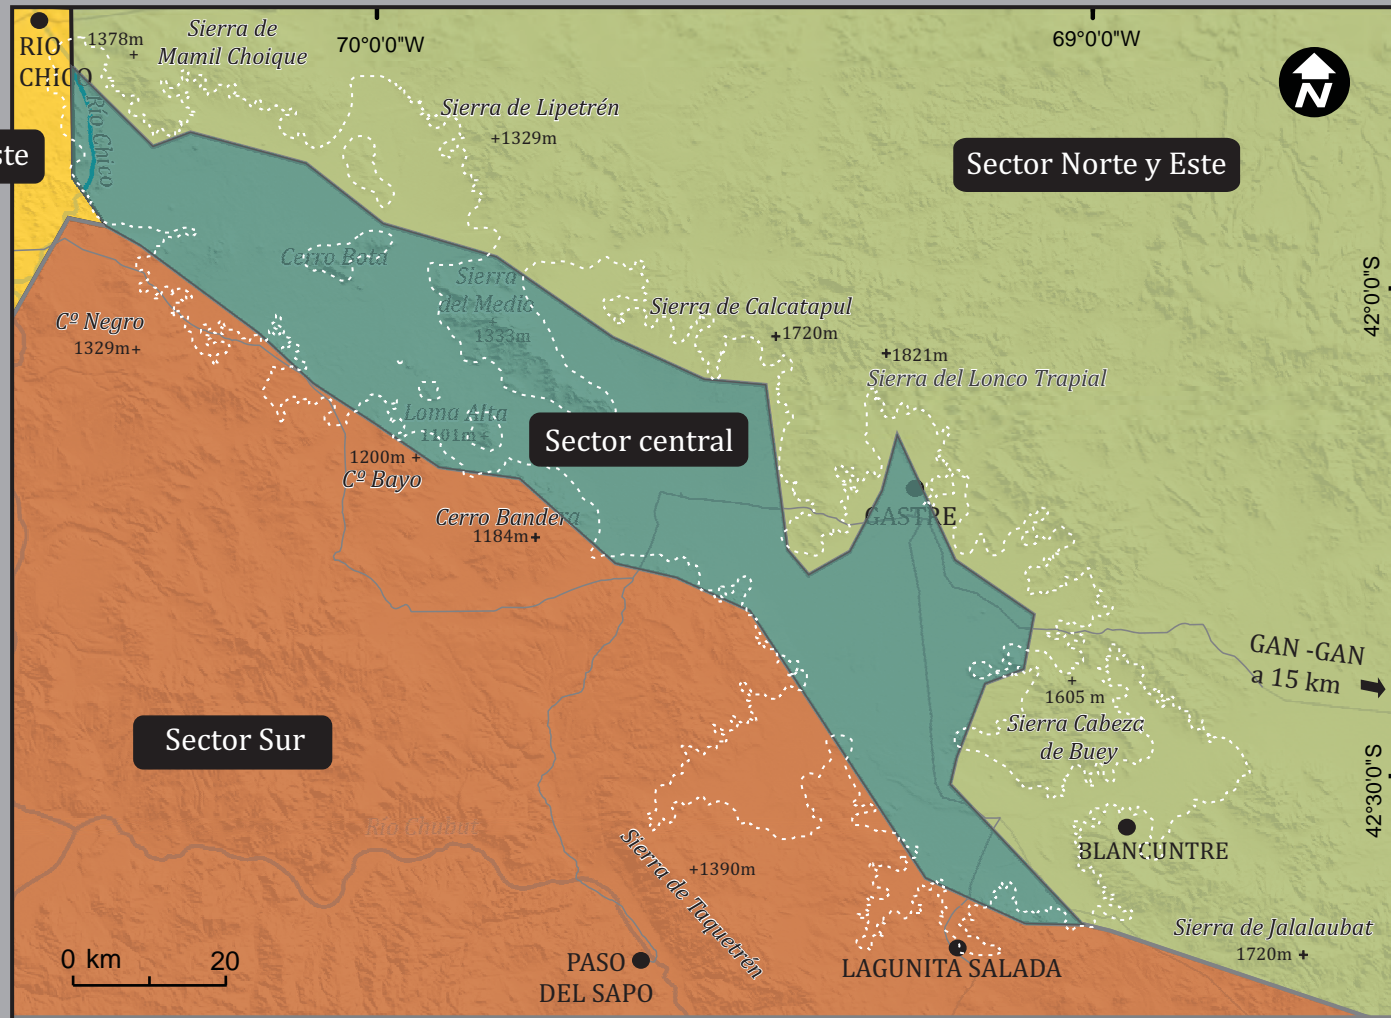 RIO
CHICO
1378m
Sierra de
Mamil Choique
70°0'0"W
69°0'0"W
N
Río Chico
Sierra de Lipetrén
+1329m
ste
Sector Norte y Este
Cerro Bota
Sierra
del Medio
1333m
42°0'0"S
Cº Negro
1329m+
Sierra de Calcatapul
+1720m
+1821m
Sierra del Lonco Trapial
Loma Alta
1101m+
Sector central
1200m +
Cº Bayo
Cerro Bandera
1184m+
GASTRE
GAN -GAN
a 15 km
+
1605 m
Sierra Cabeza
de Buey
Sector Sur
42°30'0"S
Río Chubut
BLANCUNTRE
Sierra de Taquetrén
+1390m
Sierra de Jalalaubat
1720m +
0 km 20
PASO
DEL SAPO
LAGUNITA SALADA